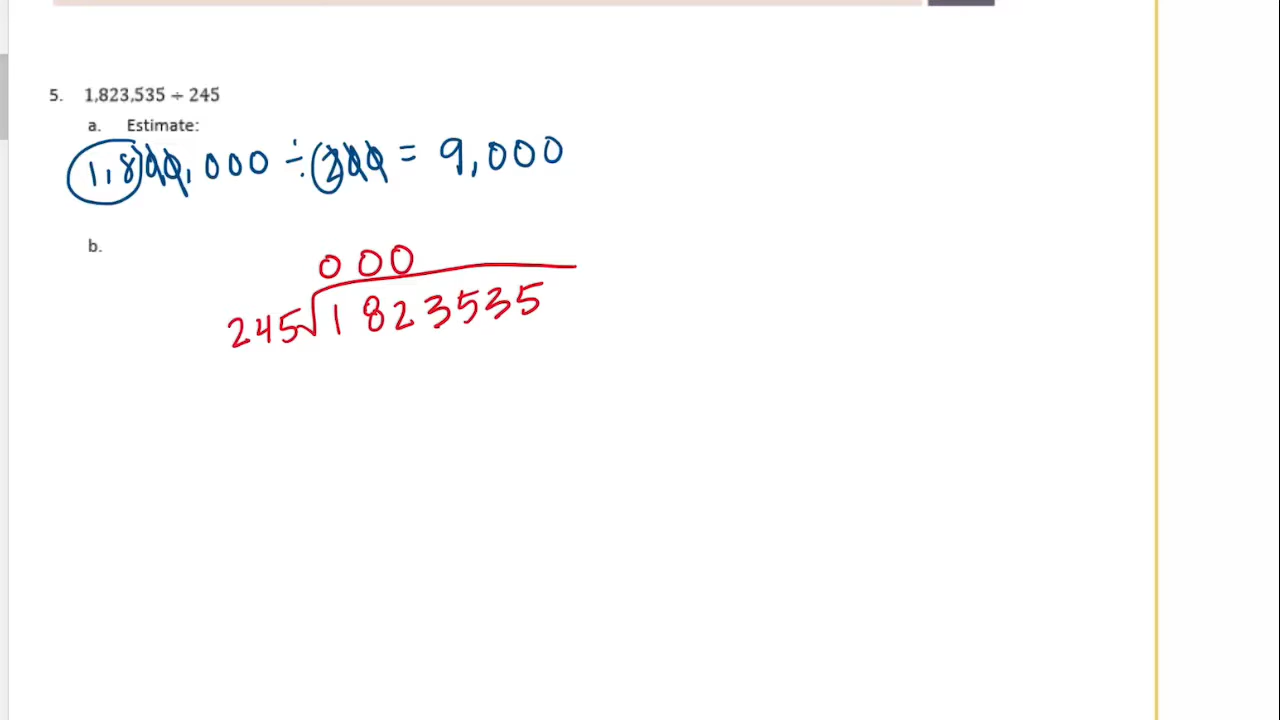 5. 1,823,535 ÷ 245
a. Estimate:
1,800,000 ÷ 200 = 9,000
b.
000
245√1823535